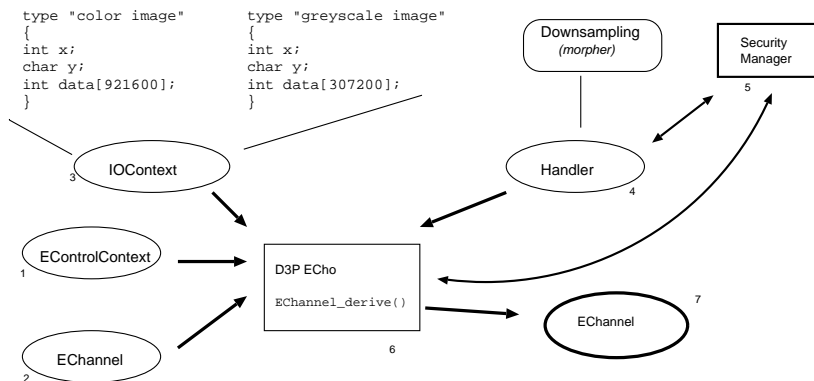 type "color image"
{
int x;
char y;
int data[921600];
}
type "greyscale image"
{
int x;
char y;
int data[307200];
}
Downsampling
(morpher)
Security
Manager
5
IOContext
3
Handler
4
EControlContext
1
D3P ECho
EChannel_derive()
6
7
EChannel
EChannel
2